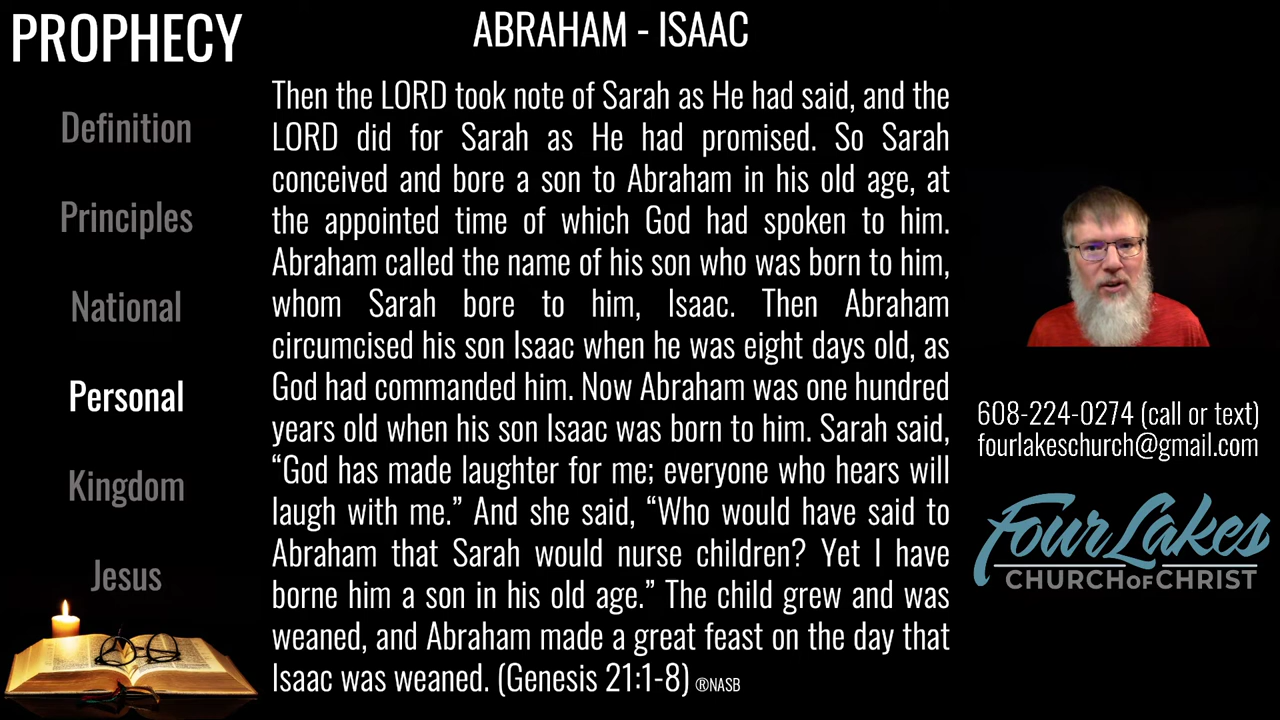 PROPHECY
Definition
Principles
National
Personal
Kingdom
Jesus
ABRAHAM - ISAAC
Then the LORD took note of Sarah as He had said, and the
LORD did for Sarah as He had promised. So Sarah
conceived and bore a son to Abraham in his old age, at
the appointed time of which God had spoken to him.
Abraham called the name of his son who was born to him,
whom Sarah bore to him, Isaac. Then Abraham
circumcised his son Isaac when he was eight days old, as
God had commanded him. Now Abraham was one hundred
years old when his son Isaac was born to him. Sarah said,
“God has made laughter for me; everyone who hears will
laugh with me.” And she said, “Who would have said to
Abraham that Sarah would nurse children? Yet I have
borne him a son in his old age.” The child grew and was
weaned, and Abraham made a great feast on the day that
Isaac was weaned. (Genesis 21:1-8) ®NASB
608-224-0274 (call or text)
fourlakeschurch@gmail.com
Four Lakes
CHURCH OF CHRIST